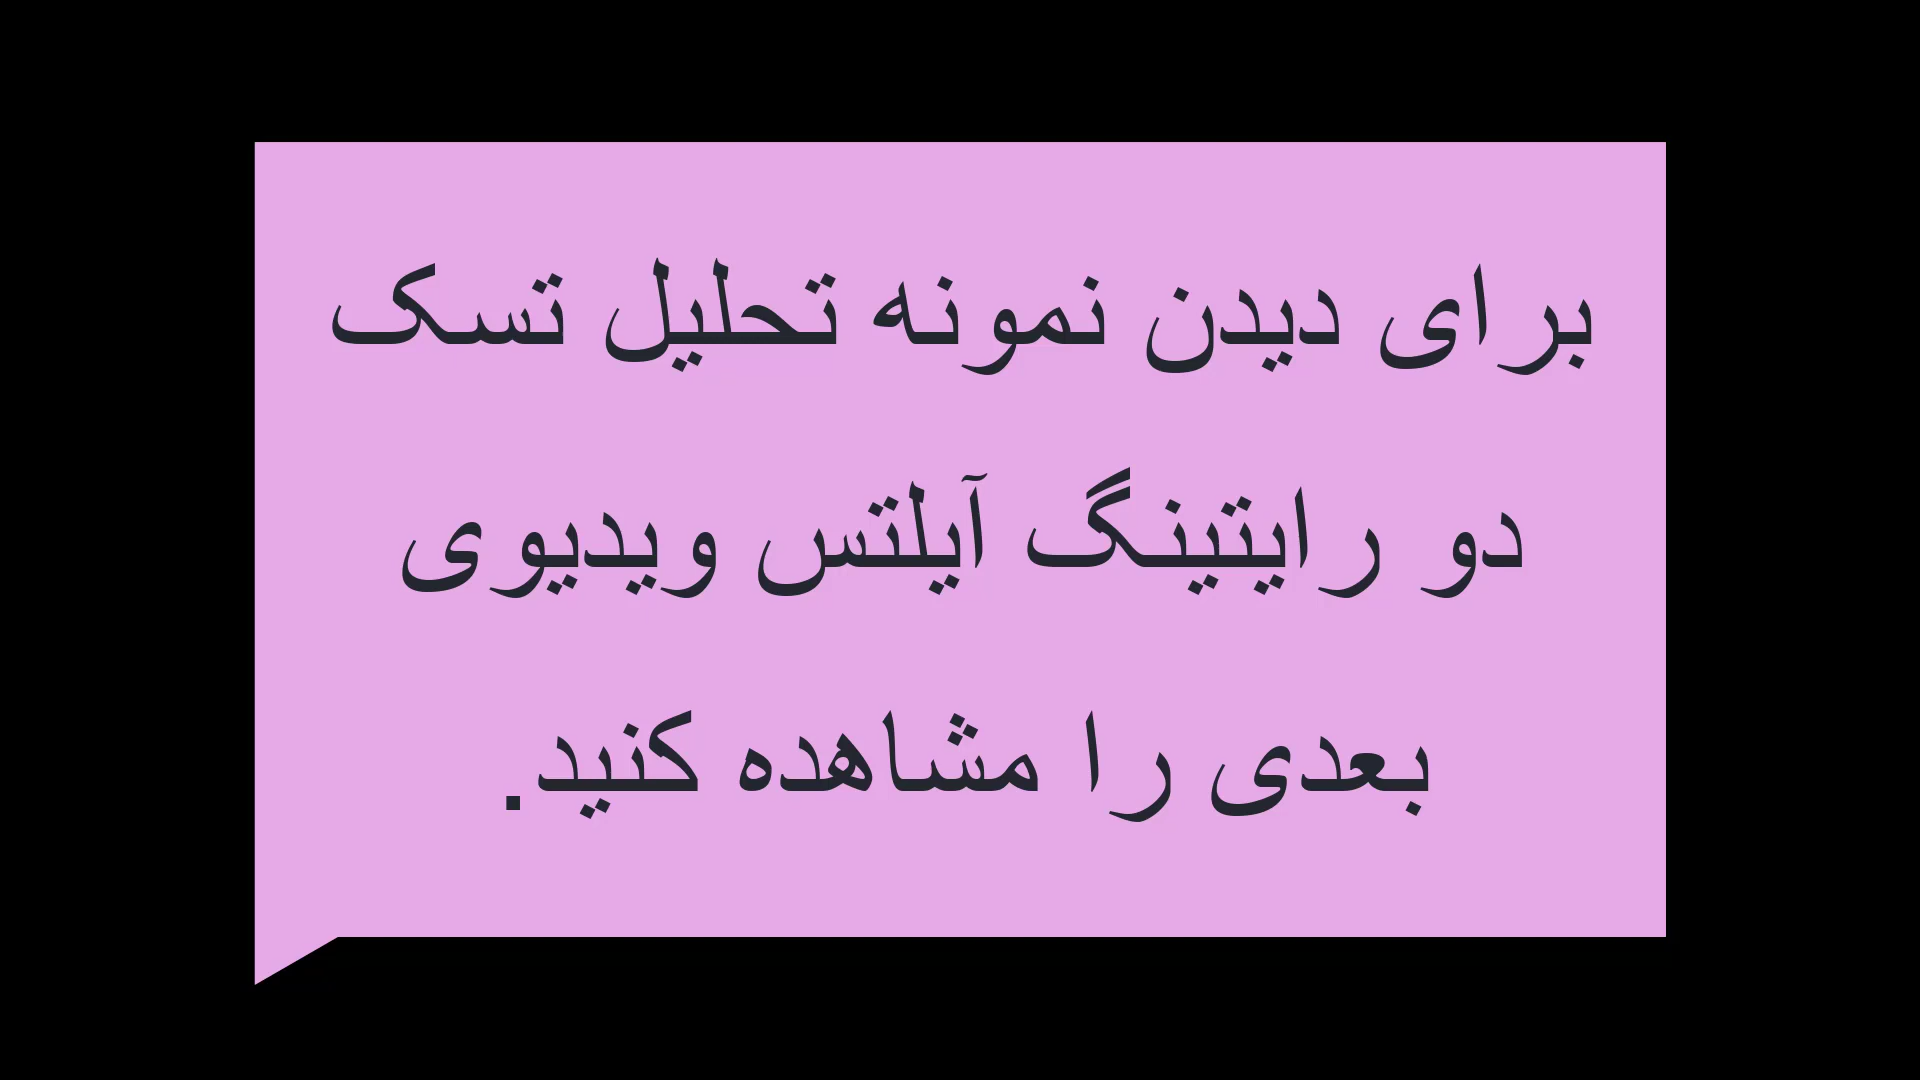 برای دیدن نمونه تحلیل تسک
دو رایتینگ آیلتس ویدیوی
بعدی را مشاهده کنید.